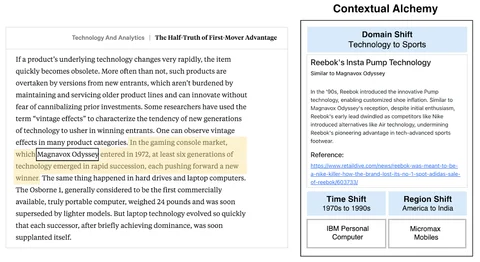 Technology And Analytics | The Half-Truth of First-Mover Advantage
If a product's underlying technology changes very rapidly, the item
quickly becomes obsolete. More often than not, such products are
overtaken by versions from new entrants, which aren't burdened by
maintaining and servicing older product lines and can innovate without
fear of cannibalizing prior investments. Some researchers have used the
term "vintage effects" to characterize the tendency of new generations
of technology to usher in winning entrants. One can observe vintage
effects in many product categories. In the gaming console market,
which Magnavox Odyssey entered in 1972, at least six generations of
technology emerged in rapid succession, each pushing forward a new
winner. The same thing happened in hard drives and laptop computers.
The Osborne 1, generally considered to be the first commercially
available, truly portable computer, weighed 24 pounds and was soon
superseded by lighter models. But laptop technology evolved so quickly
that each successor, after briefly achieving dominance, was soon
supplanted itself.
Contextual Alchemy
Domain Shift
Technology to Sports
Reebok's Insta Pump Technology
Similar to Magnavox Odyssey
In the '90s, Reebok introduced the innovative Pump
technology, enabling customized shoe inflation. Similar to
Magnavox Odyssey's reception, despite initial enthusiasm,
Reebok's early lead dwindled as competitors like Nike
introduced alternatives like Air technology, undermining
Reebok's pioneering advantage in tech-advanced sports
footwear.
Reference:
https://www.retaildive.com/news/reebok-was-meant-to-be-
a-nike-killer-how-the-brand-lost-its-no-1-spot-adidas-sale-
of-reebok/603733/
Time Shift
1970s to 1990s
Region Shift
America to India
IBM Personal
Computer
Micromax
Mobiles